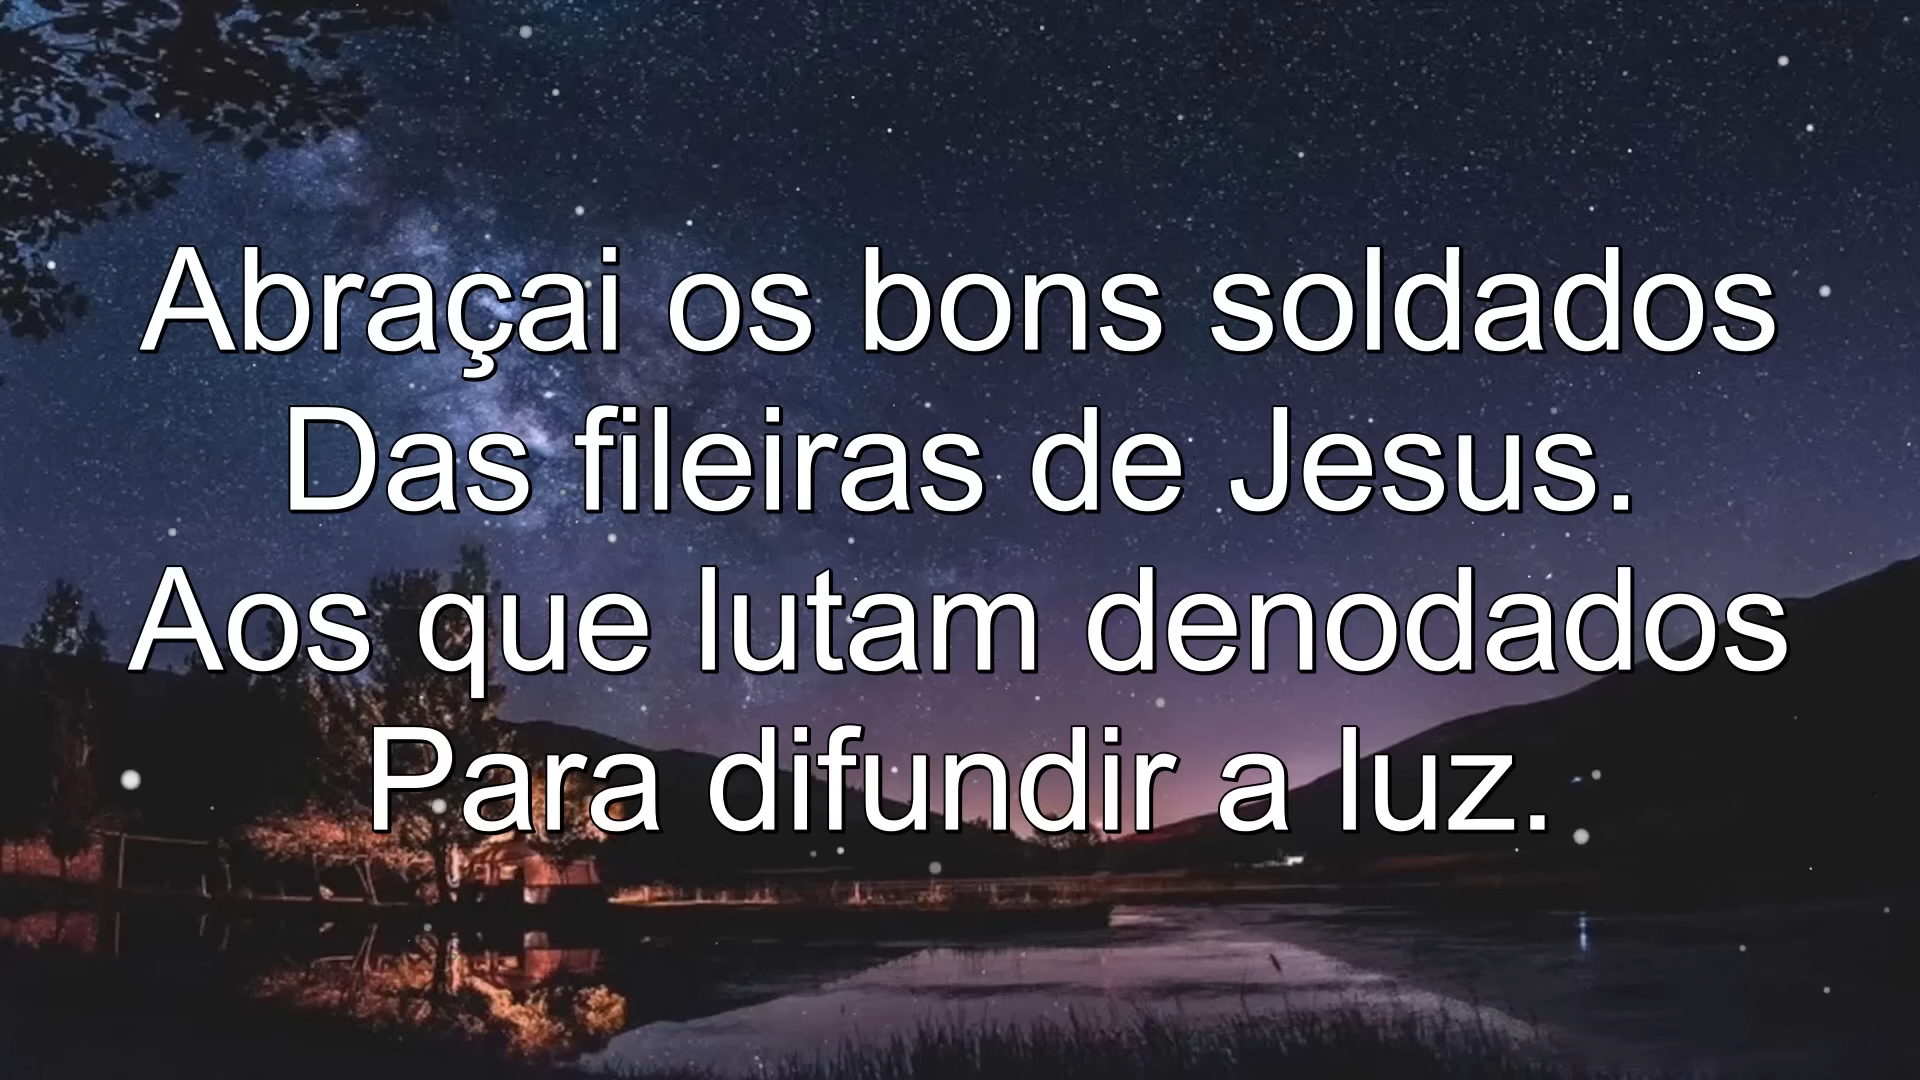 Abraçai os bons soldados
Das fileiras de Jesus.
Aos que lutam denodados
Para difundir a luz.